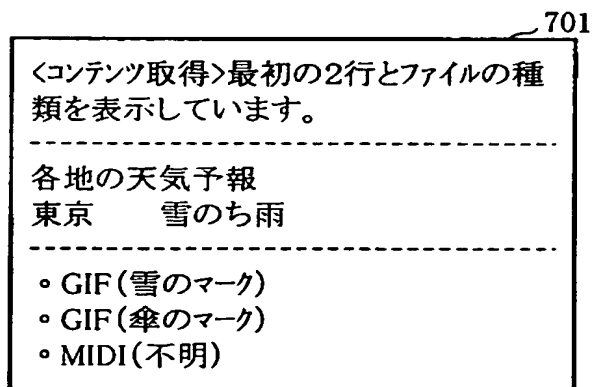 701
<コンテンツ取得>最初の2行とファイルの種
類を表示しています。
各地の天気予報
東京　雪のち雨
∘ GIF(雪のマーク)
∘ GIF(傘のマーク)
∘ MIDI(不明)